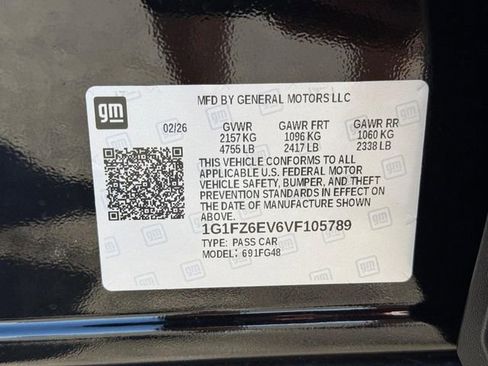 gm
MFD BY GENERAL MOTORS LLC
02/26 GVWR GAWR FRT GAWR RR
2157 KG 1096 KG 1060 KG
4755 LB 2417 LB 2338 LB
THIS VEHICLE CONFORMS TO ALL
APPLICABLE U.S. FEDERAL MOTOR
VEHICLE SAFETY, BUMPER, AND THEFT
PREVENTION STANDARDS IN EFFECT ON
THE DATE OF MANUFACTURE SHOWN
ABOVE.
1G1FZ6EV6VF105789
TYPE: PASS CAR
MODEL: 691FG48